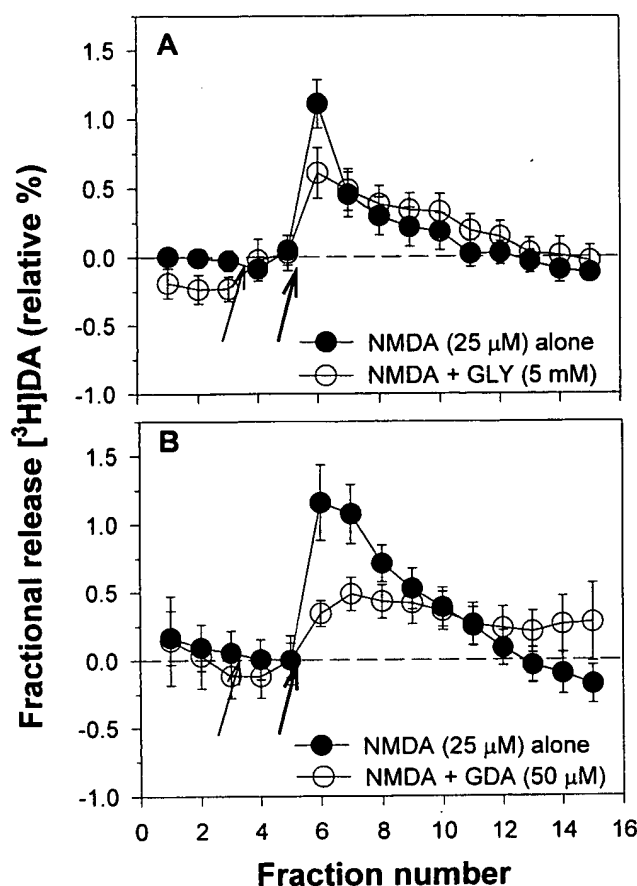 Fractional release [³H]DA (relative %)
A
1.5
1.0
0.5
0.0
-0.5
-1.0
NMDA (25 μM) alone
NMDA + GLY (5 mM)
B
1.5
1.0
0.5
0.0
-0.5
-1.0
NMDA (25 μM) alone
NMDA + GDA (50 μM)
0 2 4 6 8 10 12 14 16
Fraction number